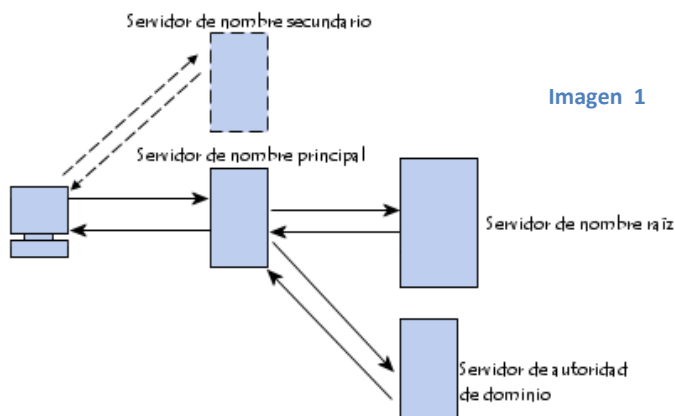 Servidor de nombre secundario
Imagen 1
Servidor de nombre principal
Servidor de nombre raíz
Servidor de autoridad
de dominio